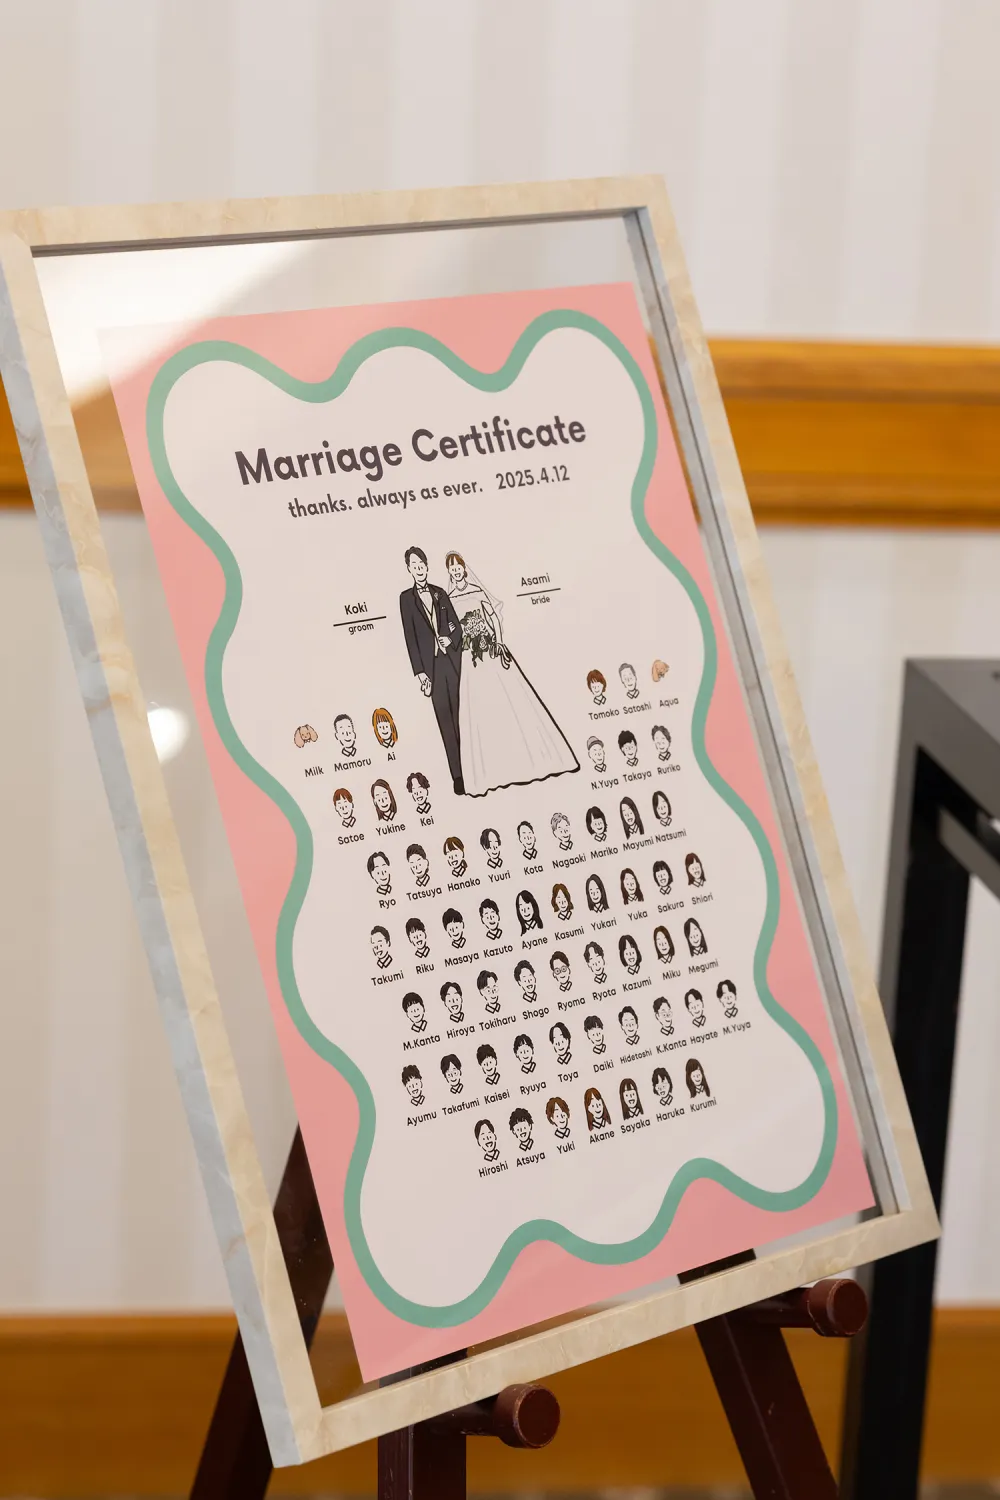 Marriage Certificate
thanks. always as ever. 2025.4.12
Koki
groom
Asami
bride
Tomoko Satoshi Aqua
Milk Mamoru Ai
N.Yuya Takaya Ruriko
Satoe Yukine Kei
Ryo Tatsuya Hanako Yuuri Kota Nagaoki Mariko Mayumi Natsumi
Takumi Riku Masaya Kazuto Ayane Kasumi Yukari Yuka Sakura Shiori
M.Kanta Hiroya Tokiharu Shogo Ryoma Ryota Kazumi Miku Megumi
Ayumu Takafumi Kaisei Ryuya Toya Daiki Hidetoshi K.Kanta Hayate M.Yuya
Hiroshi Atsuya Yuki Akane Sayaka Haruka Kurumi